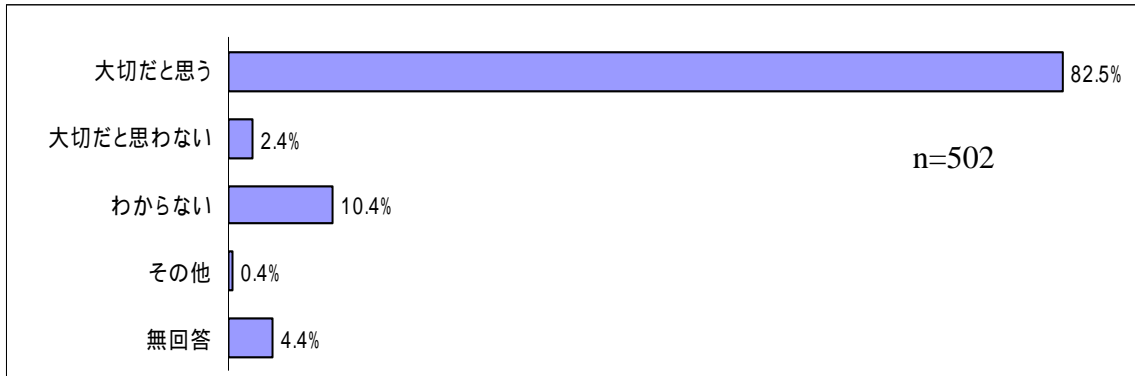 大切だと思う 82.5%
大切だと思わない 2.4%
n=502
わからない 10.4%
その他 0.4%
無回答 4.4%